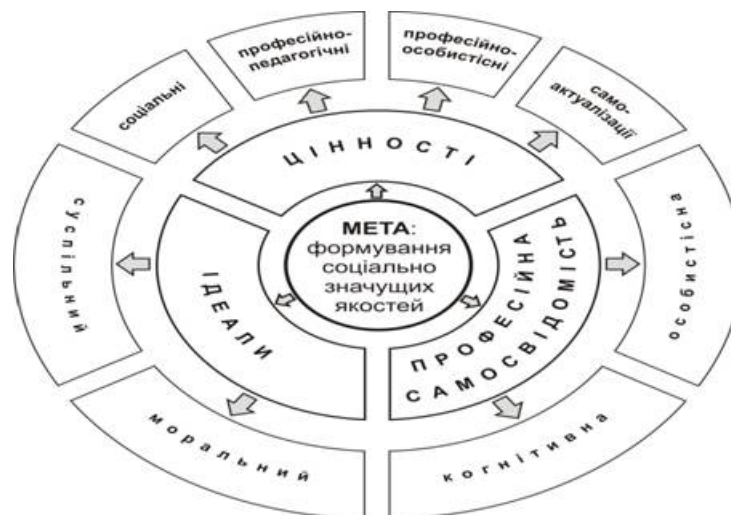 професійно-
педагогічні
професійно-
особистісні
соціальні
само-
актуалізації
ЦІННОСТІ
суспільний
МЕТА:
формування
соціально
значущих
якостей
ІДЕАЛИ
ПРОФЕСІЙНА
САМОСВІДОМІСТЬ
особистісна
моральний
когнітивна